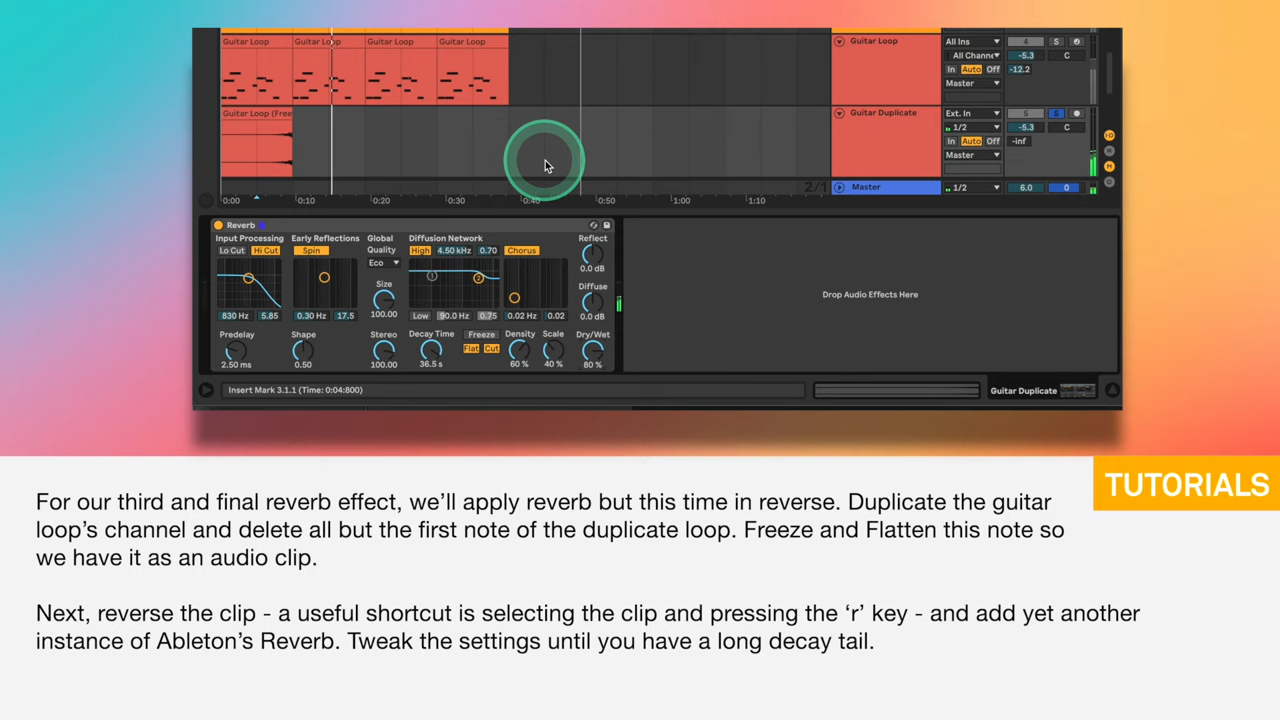 Guitar Loop Guitar Loop Guitar Loop Guitar Loop
Guitar Loop
All Ins 4 S
All Channe -5.3 C
In Auto Off -12.2
Master
Guitar Loop (Free
Guitar Duplicate
Ext. In 5 S
1/2 -5.3 C
In Auto Off -inf
Master
2/1 Master 1/2 6.0 0
0:00 0:10 0:20 0:30 0:40 0:50 1:00 1:10
Reverb
Input Processing Early Reflections Global Diffusion Network Reflect
Lo Cut Hi Cut Spin Quality High 4.50 kHz 0.70 Chorus
Eco 0.0 dB
Size Diffuse
830 Hz 5.85 0.30 Hz 17.5 100.00 Low 90.0 Hz 0.75 0.02 Hz 0.02 0.0 dB
Predelay Shape Stereo Decay Time Freeze Density Scale Dry/Wet
Flat Cut
2.50 ms 0.50 100.00 36.5 s 60 % 40 % 80 %
Drop Audio Effects Here
Insert Mark 3.1.1 (Time: 0:04:800)
Guitar Duplicate
TUTORIALS
For our third and final reverb effect, we’ll apply reverb but this time in reverse. Duplicate the guitar
loop’s channel and delete all but the first note of the duplicate loop. Freeze and Flatten this note so
we have it as an audio clip.
Next, reverse the clip - a useful shortcut is selecting the clip and pressing the ‘r’ key - and add yet another
instance of Ableton’s Reverb. Tweak the settings until you have a long decay tail.